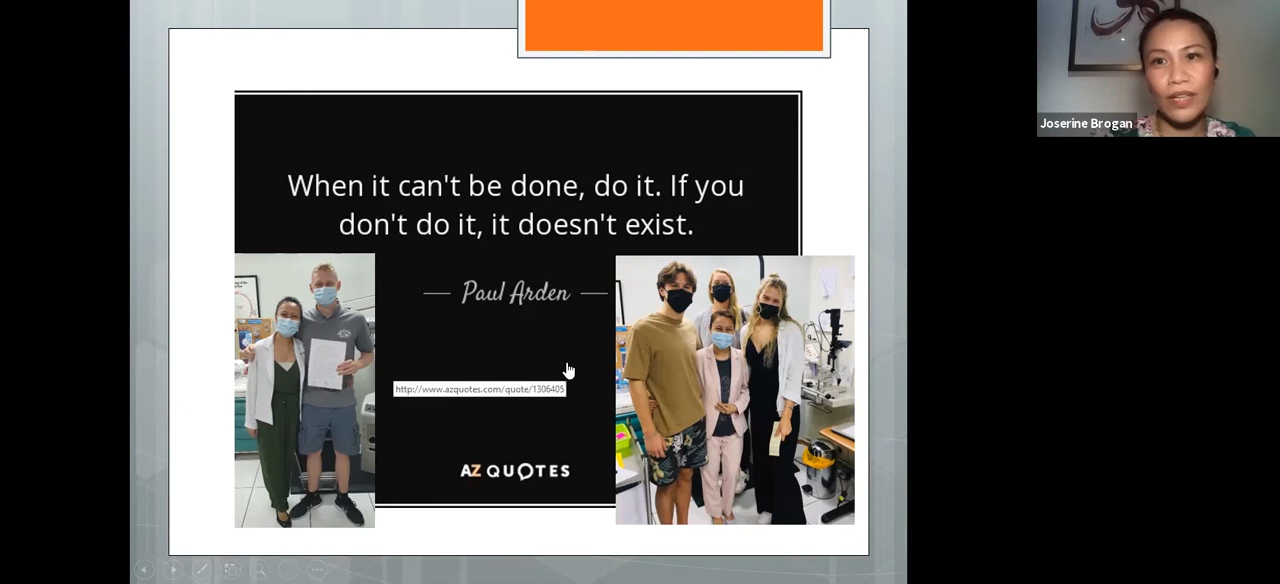 When it can't be done, do it. If you
don't do it, it doesn't exist.
Paul Arden
http://www.azquotes.com/quote/1306405
AZ QUOTES
Joserine Brogan